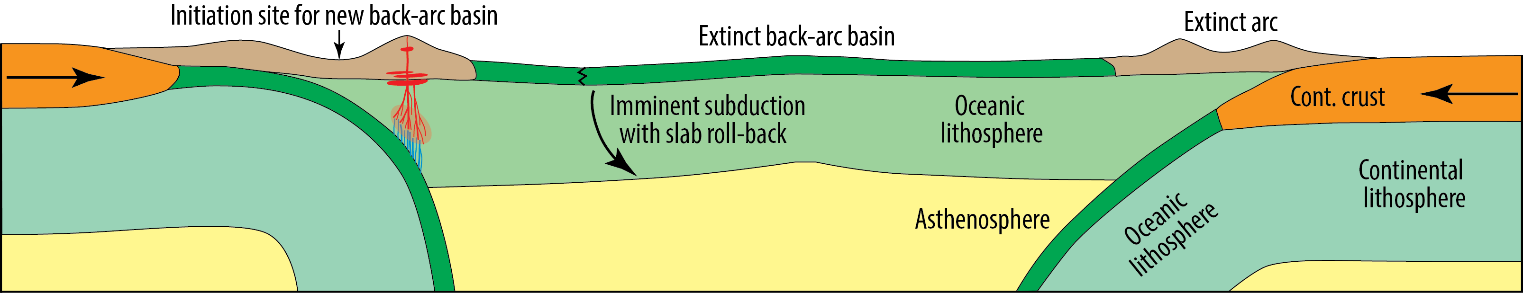 Initiation site for new back-arc basin
Extinct back-arc basin
Extinct arc
Imminent subduction
with slab roll-back
Oceanic
lithosphere
Cont. crust
Continental
lithosphere
Asthenosphere
Oceanic
lithosphere